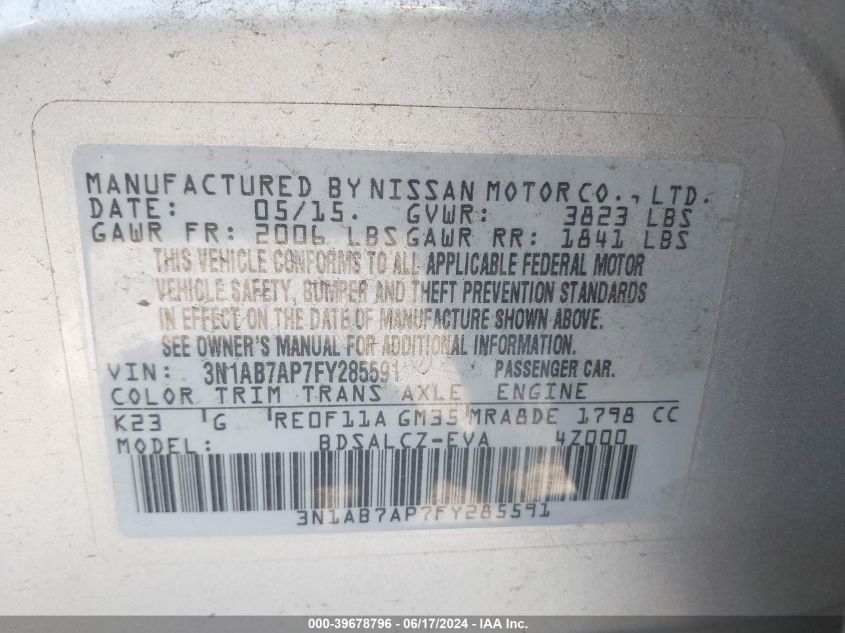 MANUFACTURED BY NISSAN MOTOR CO., LTD.
DATE: 05/15. GVWR: 3823 LBS
GAWR FR: 2006 LBS GAWR RR: 1841 LBS
THIS VEHICLE CONFORMS TO ALL APPLICABLE FEDERAL MOTOR
VEHICLE SAFETY, BUMPER AND THEFT PREVENTION STANDARDS
IN EFFECT ON THE DATE OF MANUFACTURE SHOWN ABOVE.
SEE OWNER'S MANUAL FOR ADDITIONAL INFORMATION.
VIN: 3N1AB7AP7FY285591 PASSENGER CAR.
COLOR TRIM TRANS AXLE ENGINE
K23 G RE0F11A GM35 MRA8DE 1798 CC
MODEL: BDSALCZ-EVA 4Z000
3N1AB7AP7FY285591
000-39678796 - 06/17/2024 - IAA Inc.